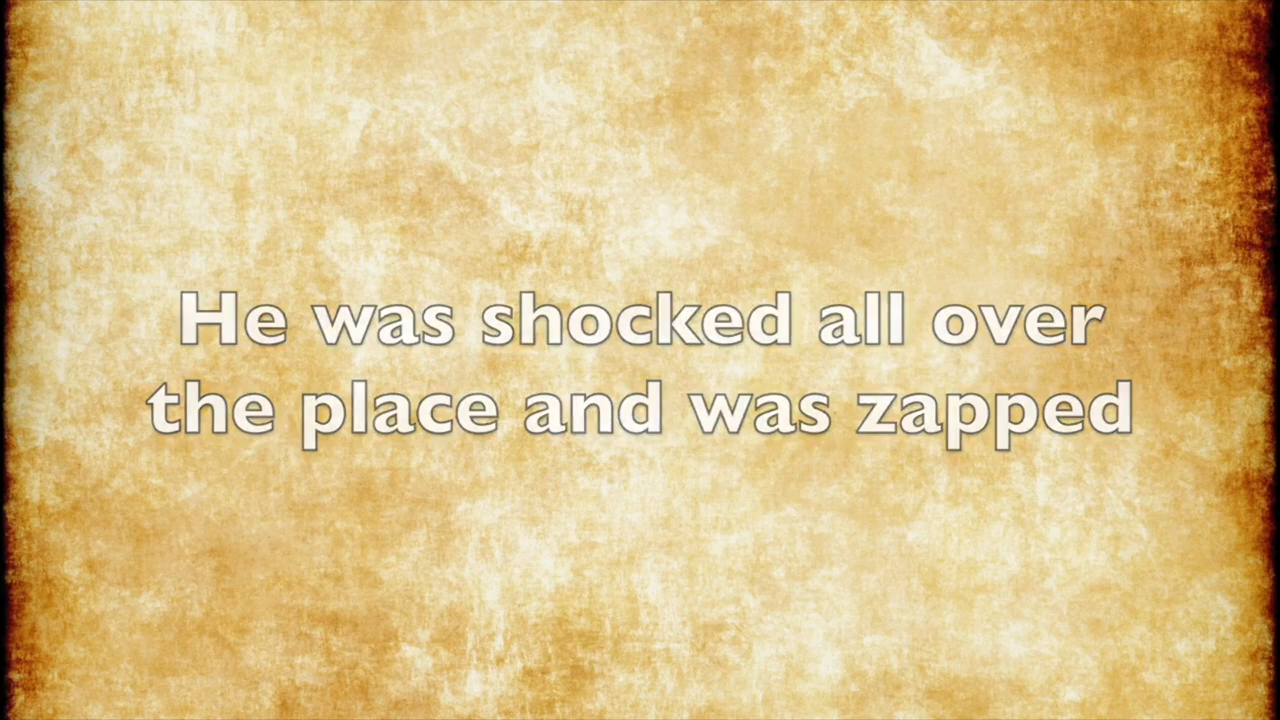 He was shocked all over
the place and was zapped